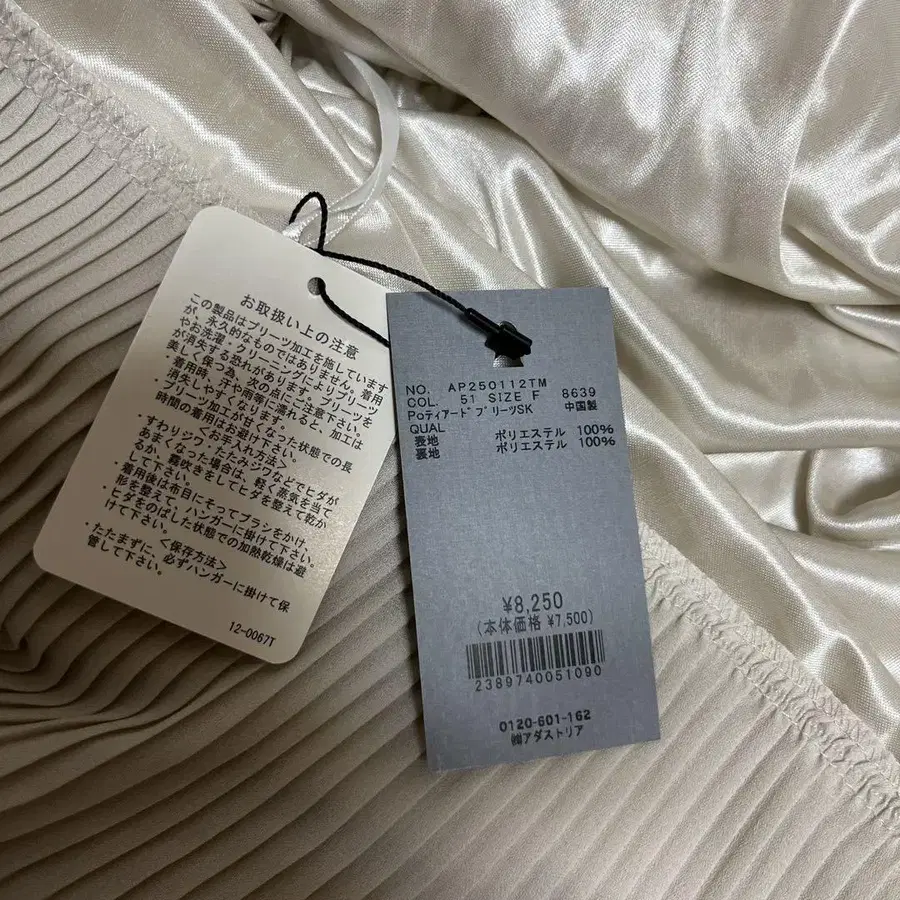 お取扱い上の注意
この製品はプリーツ加工を施しています
が、永久的なものではありません。着用
やお洗濯・クリーニングによりプリーツ
が消失する恐れがあります。プリーツを
美しく保つ為、次の点にご注意下さい。
・着用時、汗や雨等に濡れると、加工は
消失しやすくなります。
・プリーツ加工が甘くなった状態での長
時間の着用はお避け下さい。
<お手入れ方法>
・すわりジワ・たたみジワなどでヒダが
あまくなった場合は、軽く蒸気を当て
るか、霧吹きをしてヒダを整えて乾か
して下さい。
・着用後は布目にそってブラシをかけ、
形を整えて、ハンガーに掛けて下さい。
・ヒダをのばした状態での加熱乾燥は避
けて下さい。
<保存方法>
・たたまずに、必ずハンガーに掛けて保
管して下さい。
12-0067T
NO. AP250112TM
COL. 51 SIZE F 8639
PoティアードプリーツSK 中国製
QUAL
表地 ポリエステル 100%
裏地 ポリエステル 100%
¥8,250
(本体価格 ¥7,500)
2389740051090
0120-601-162
㈱アダストリア